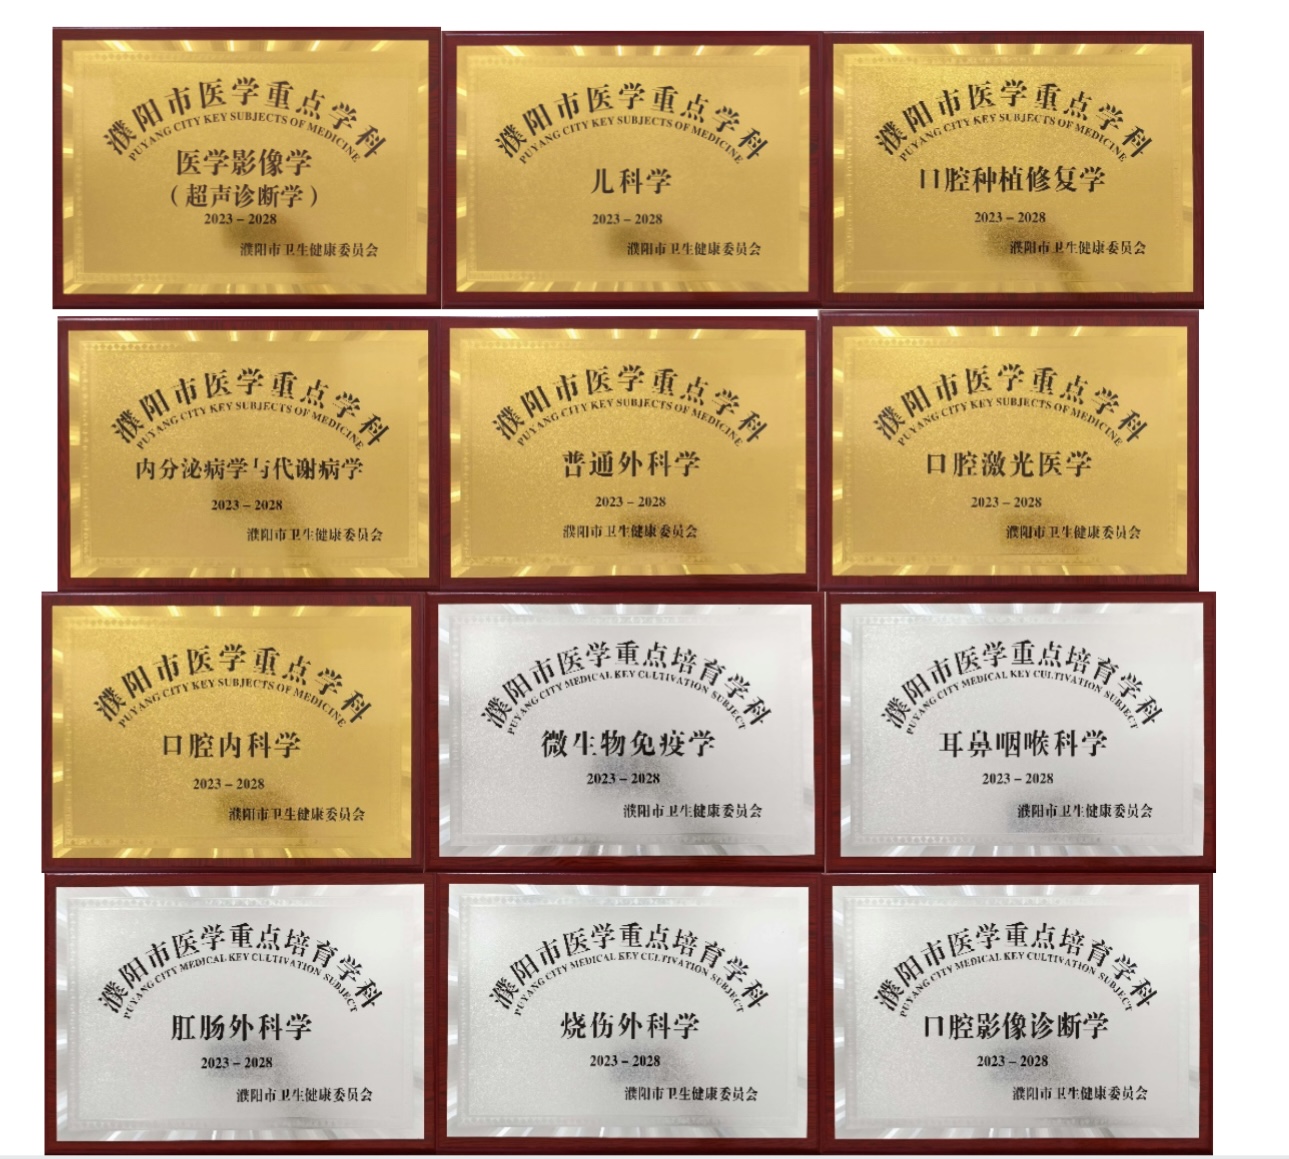 濮阳市医学重点学科
PUYANG CITY KEY SUBJECTS OF MEDICINE
医学影像学
(超声诊断学)
2023-2028
濮阳市卫生健康委员会
濮阳市医学重点学科
PUYANG CITY KEY SUBJECTS OF MEDICINE
儿科学
2023-2028
濮阳市卫生健康委员会
濮阳市医学重点学科
PUYANG CITY KEY SUBJECTS OF MEDICINE
口腔种植修复学
2023-2028
濮阳市卫生健康委员会
濮阳市医学重点学科
PUYANG CITY KEY SUBJECTS OF MEDICINE
内分泌病学与代谢病学
2023-2028
濮阳市卫生健康委员会
濮阳市医学重点学科
PUYANG CITY KEY SUBJECTS OF MEDICINE
普通外科学
2023-2028
濮阳市卫生健康委员会
濮阳市医学重点学科
PUYANG CITY KEY SUBJECTS OF MEDICINE
口腔激光医学
2023-2028
濮阳市卫生健康委员会
濮阳市医学重点学科
PUYANG CITY KEY SUBJECTS OF MEDICINE
口腔内科学
2023-2028
濮阳市卫生健康委员会
濮阳市医学重点培育学科
PUYANG CITY MEDICAL KEY CULTIVATION SUBJECT
微生物免疫学
2023-2028
濮阳市卫生健康委员会
濮阳市医学重点培育学科
PUYANG CITY MEDICAL KEY CULTIVATION SUBJECT
耳鼻咽喉科学
2023-2028
濮阳市卫生健康委员会
濮阳市医学重点培育学科
PUYANG CITY MEDICAL KEY CULTIVATION SUBJECT
肛肠外科学
2023-2028
濮阳市卫生健康委员会
濮阳市医学重点培育学科
PUYANG CITY MEDICAL KEY CULTIVATION SUBJECT
烧伤外科学
2023-2028
濮阳市卫生健康委员会
濮阳市医学重点培育学科
PUYANG CITY MEDICAL KEY CULTIVATION SUBJECT
口腔影像诊断学
2023-2028
濮阳市卫生健康委员会